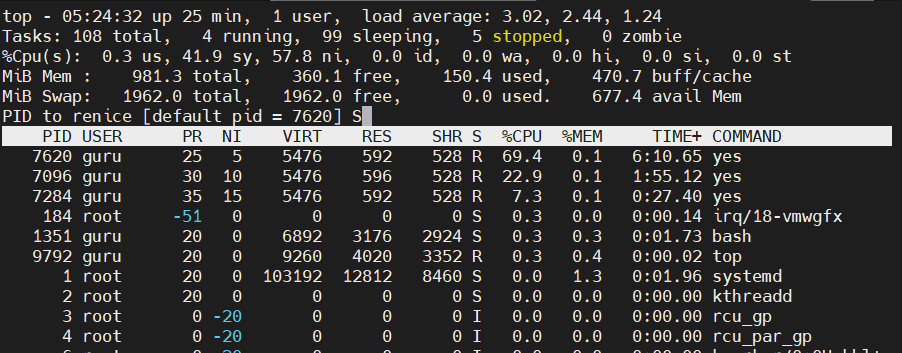 top - 05:24:32 up 25 min,  1 user,  load average: 3.02, 2.44, 1.24
Tasks: 108 total,   4 running,  99 sleeping,   5 stopped,   0 zombie
%Cpu(s):  0.3 us, 41.9 sy, 57.8 ni,  0.0 id,  0.0 wa,  0.0 hi,  0.0 si,  0.0 st
MiB Mem :    981.3 total,    360.1 free,    150.4 used,    470.7 buff/cache
MiB Swap:   1962.0 total,   1962.0 free,      0.0 used.    677.4 avail Mem
PID to renice [default pid = 7620] S
PID USER PR NI VIRT RES SHR S %CPU %MEM TIME+ COMMAND
7620 guru 25 5 5476 592 528 R 69.4 0.1 6:10.65 yes
7096 guru 30 10 5476 596 528 R 22.9 0.1 1:55.12 yes
7284 guru 35 15 5476 592 528 R 7.3 0.1 0:27.40 yes
184 root -51 0 0 0 0 S 0.3 0.0 0:00.14 irq/18-vmwgfx
1351 guru 20 0 6892 3176 2924 S 0.3 0.3 0:01.73 bash
9792 guru 20 0 9260 4020 3352 R 0.3 0.4 0:00.02 top
1 root 20 0 103192 12812 8460 S 0.0 1.3 0:01.96 systemd
2 root 20 0 0 0 0 S 0.0 0.0 0:00.00 kthreadd
3 root 0 -20 0 0 0 I 0.0 0.0 0:00.00 rcu_gp
4 root 0 -20 0 0 0 I 0.0 0.0 0:00.00 rcu_par_gp